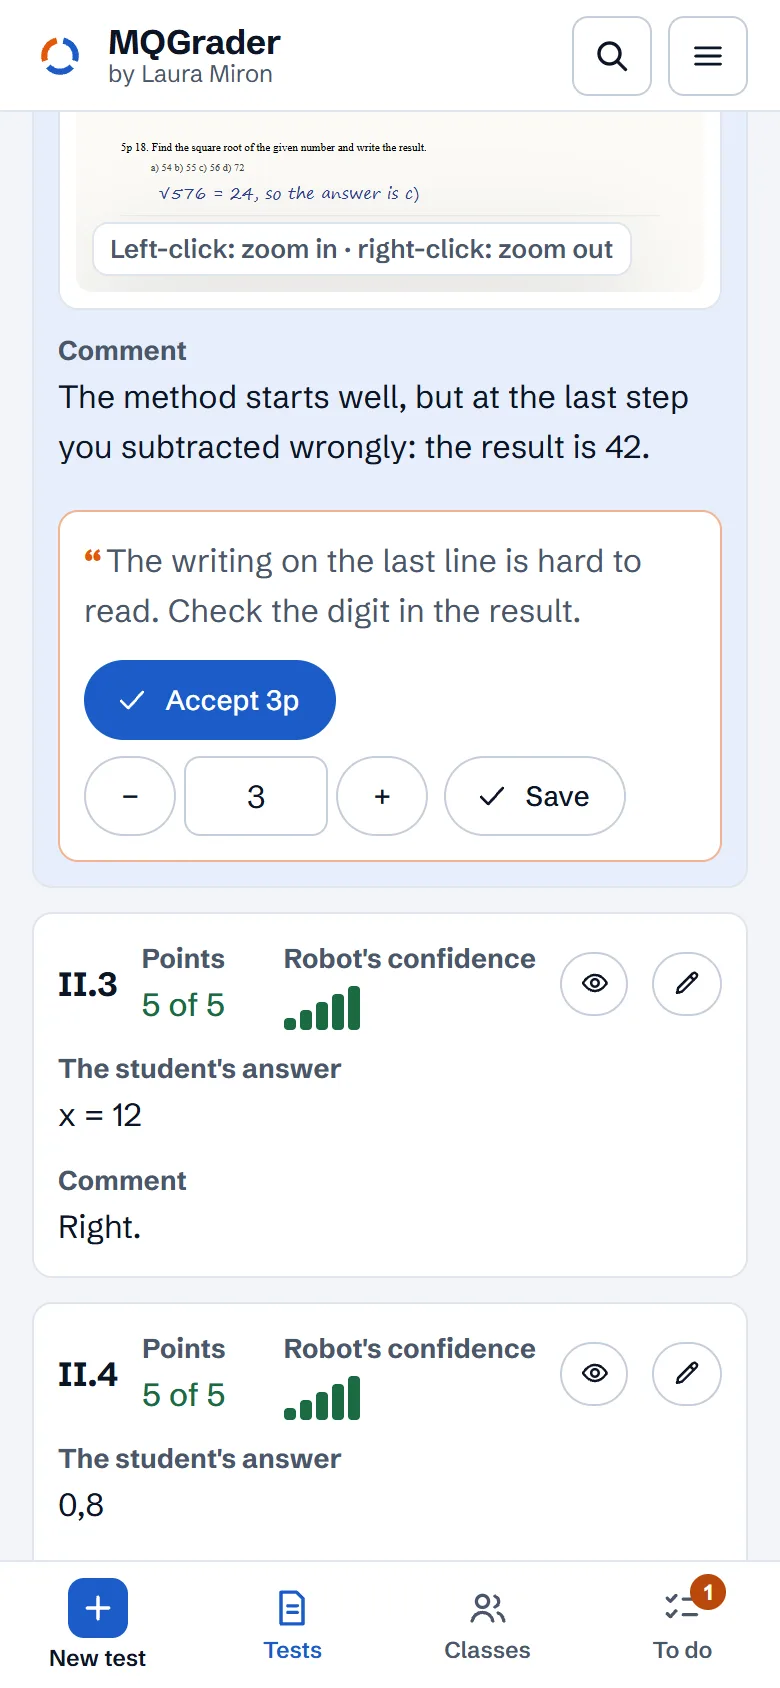 MQGrader
by Laura Miron
5p 18. Find the square root of the given number and write the result.
a) 54 b) 55 c) 56 d) 72
√576 = 24, so the answer is c)
Left-click: zoom in · right-click: zoom out
Comment
The method starts well, but at the last step
you subtracted wrongly: the result is 42.
❝ The writing on the last line is hard to
read. Check the digit in the result.
Accept 3p
− 3 + Save
II.3
Points
5 of 5
Robot's confidence
The student's answer
x = 12
Comment
Right.
II.4
Points
5 of 5
Robot's confidence
The student's answer
0,8
New test
Tests
Classes
1
To do